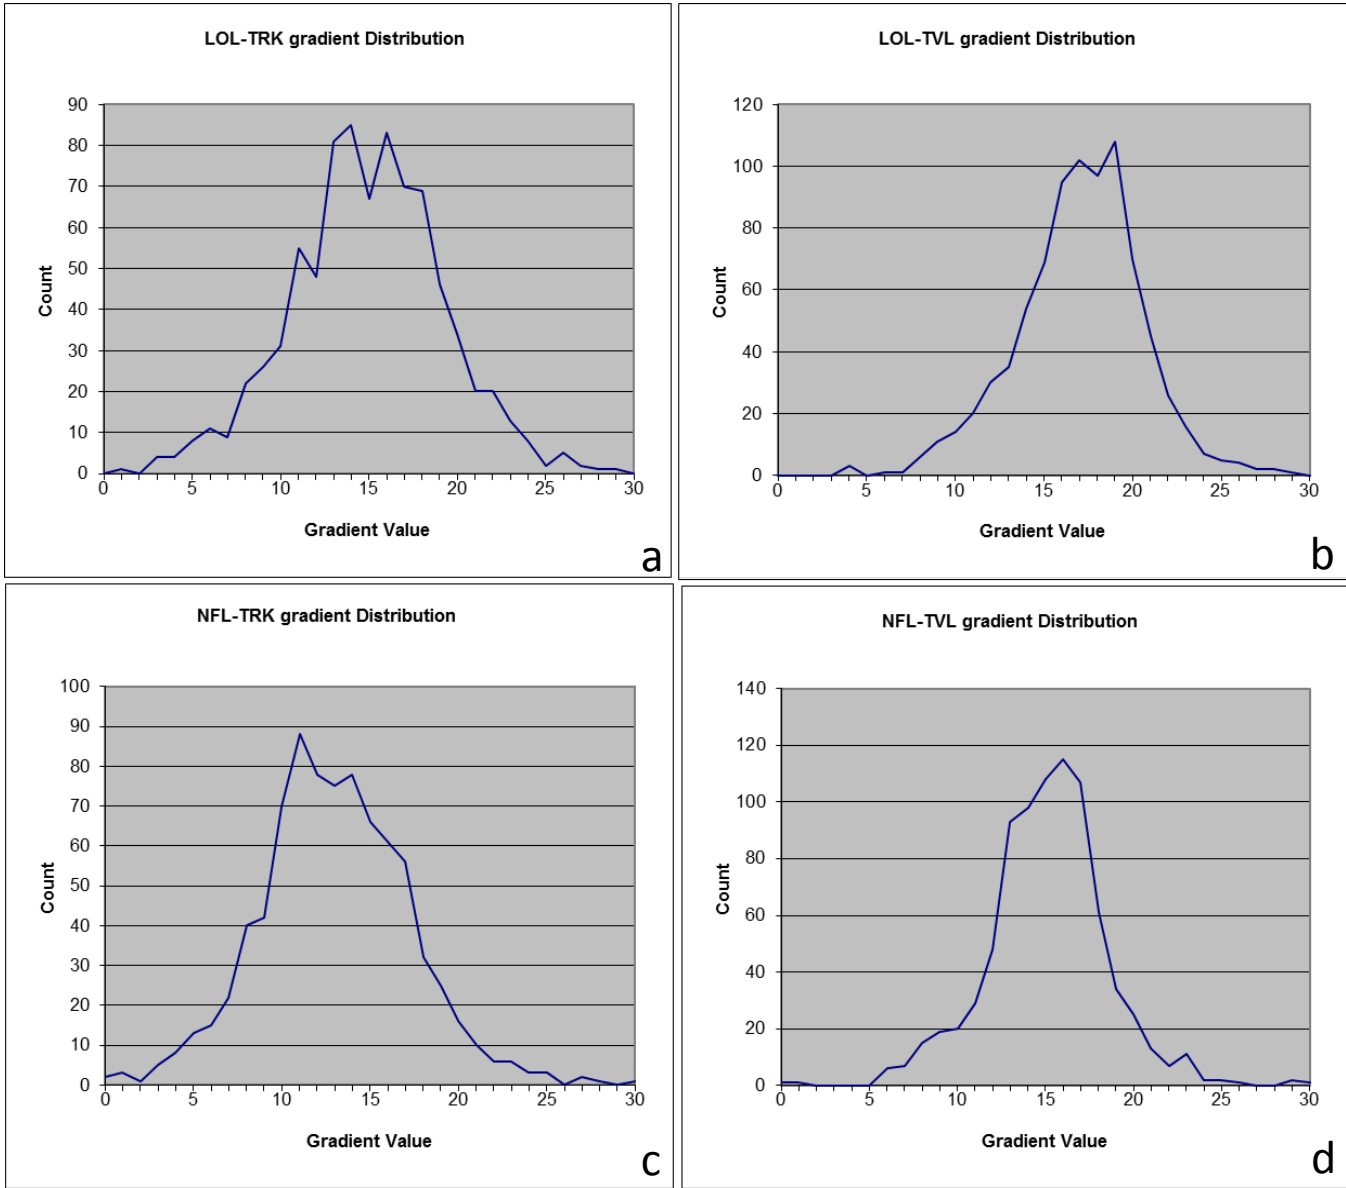 LOL-TRK gradient Distribution
90
80
70
60
50
40
30
20
10
0
Count
0 5 10 15 20 25 30
Gradient Value
a
LOL-TVL gradient Distribution
120
100
80
60
40
20
0
Count
0 5 10 15 20 25 30
Gradient Value
b
NFL-TRK gradient Distribution
100
90
80
70
60
50
40
30
20
10
0
Count
0 5 10 15 20 25 30
Gradient Value
c
NFL-TVL gradient Distribution
140
120
100
80
60
40
20
0
Count
0 5 10 15 20 25 30
Gradient Value
d